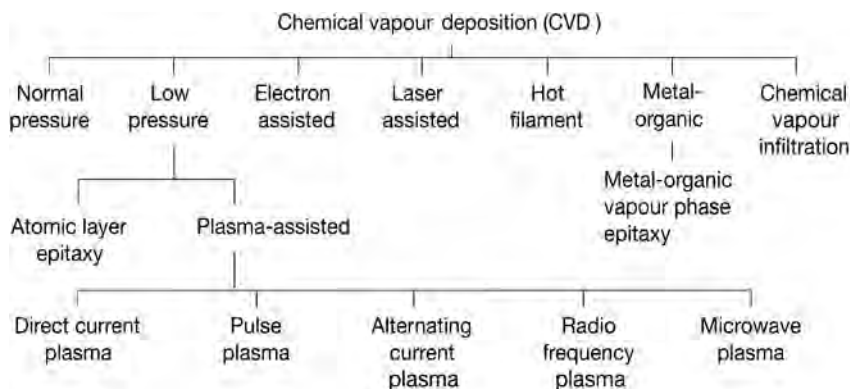 Chemical vapour deposition (CVD )
Normal
pressure
Low
pressure
Electron
assisted
Laser
assisted
Hot
filament
Metal-
organic
Chemical
vapour
infiltration
Metal-organic
vapour phase
epitaxy
Atomic layer
epitaxy
Plasma-assisted
Direct current
plasma
Pulse
plasma
Alternating
current
plasma
Radio
frequency
plasma
Microwave
plasma